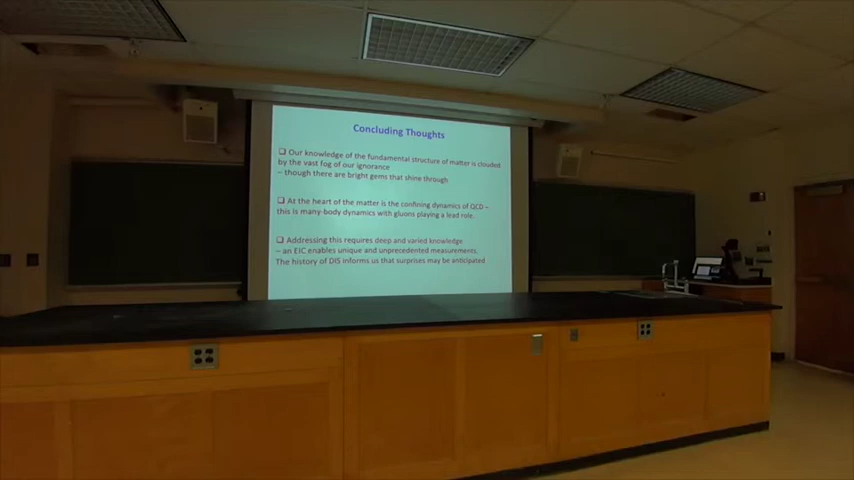 Concluding Thoughts
❑ Our knowledge of the fundamental structure of matter is clouded
by the vast fog of our ignorance
– though there are bright gems that shine through
❑ At the heart of the matter is the confining dynamics of QCD –
this is many-body dynamics with gluons playing a lead role.
❑ Addressing this requires deep and varied knowledge
– an EIC enables unique and unprecedented measurements,
The history of DIS informs us that surprises may be anticipated